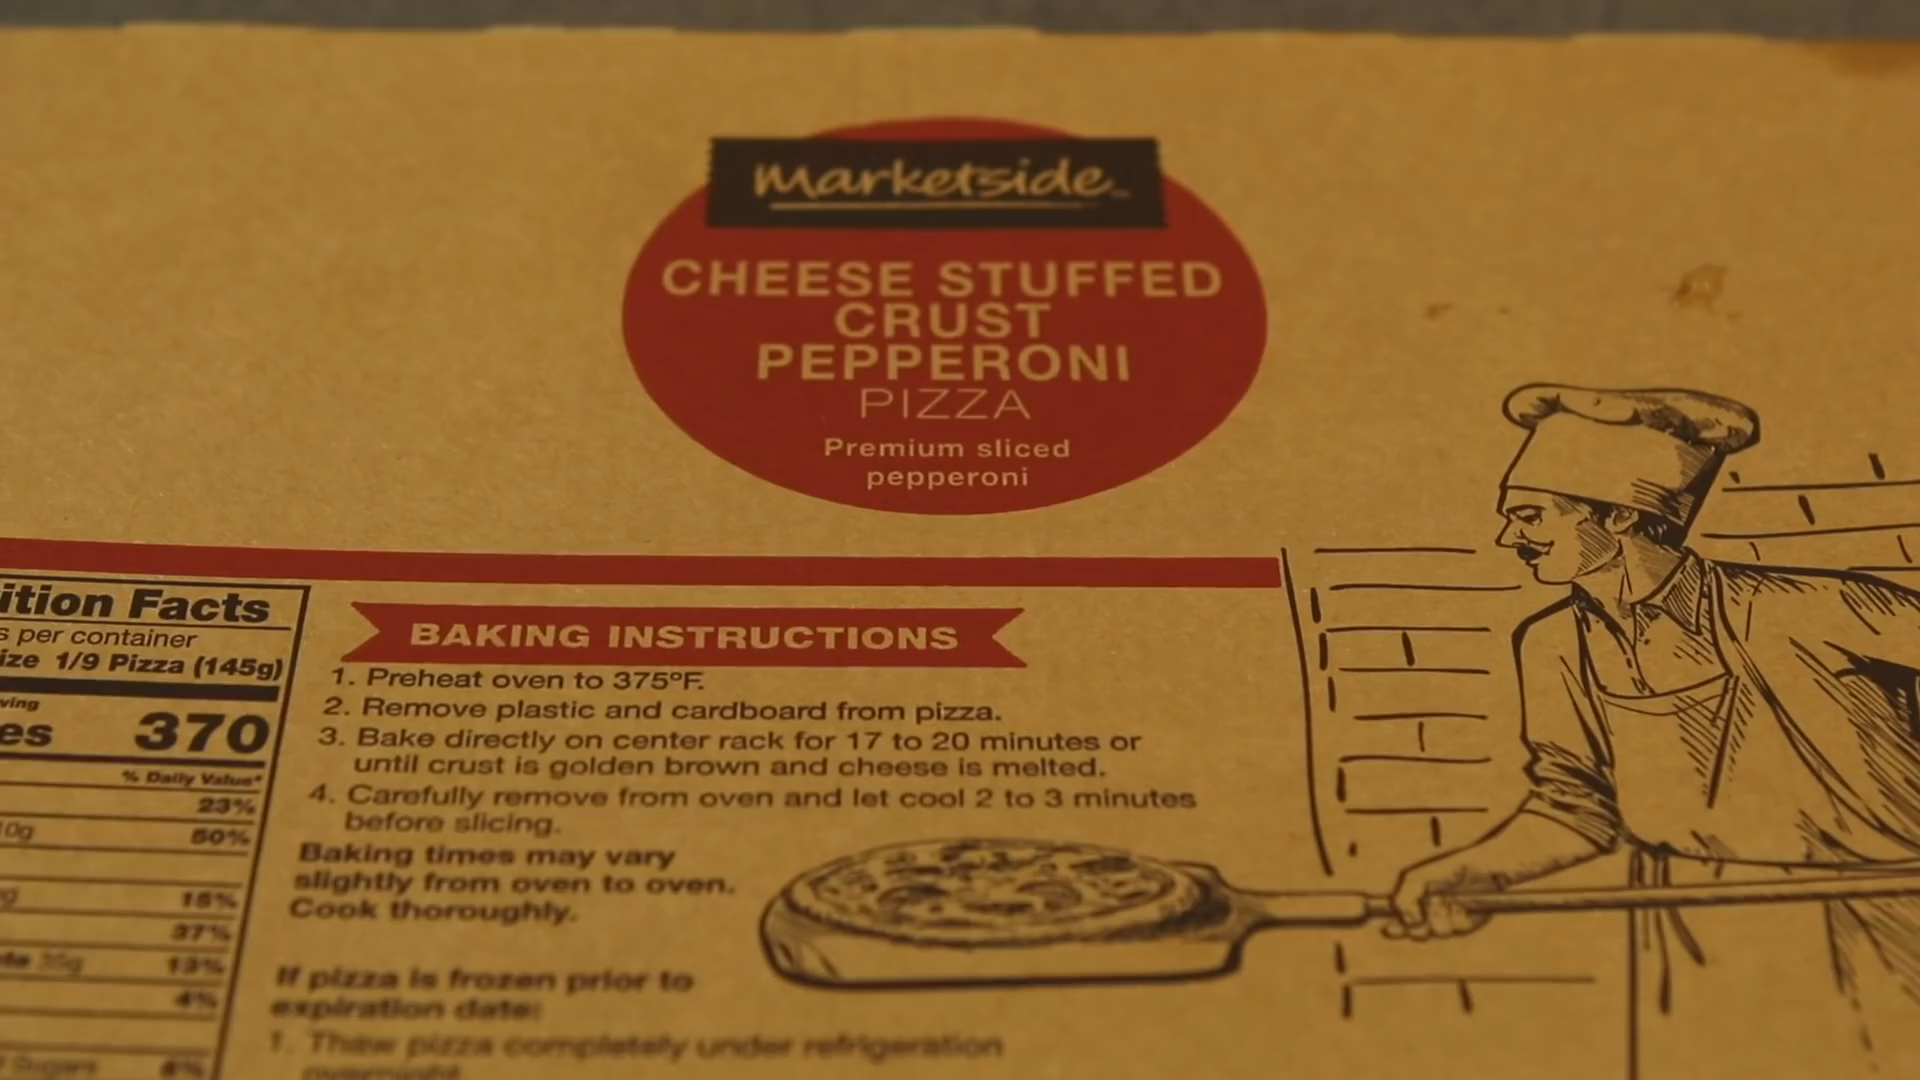 Marketside
CHEESE STUFFED
CRUST
PEPPERONI
PIZZA
Premium sliced
pepperoni
ition Facts
s per container
ize 1/9 Pizza (145g)
ving
es 370
% Daily Value*
23%
10g 50%
g 15%
37%
13%
4%
Sugars 6%
BAKING INSTRUCTIONS
1. Preheat oven to 375°F.
2. Remove plastic and cardboard from pizza.
3. Bake directly on center rack for 17 to 20 minutes or
until crust is golden brown and cheese is melted.
4. Carefully remove from oven and let cool 2 to 3 minutes
before slicing.
Baking times may vary
slightly from oven to oven.
Cook thoroughly.
If pizza is frozen prior to
expiration date:
1. Thaw pizza completely under refrigeration
overnight.